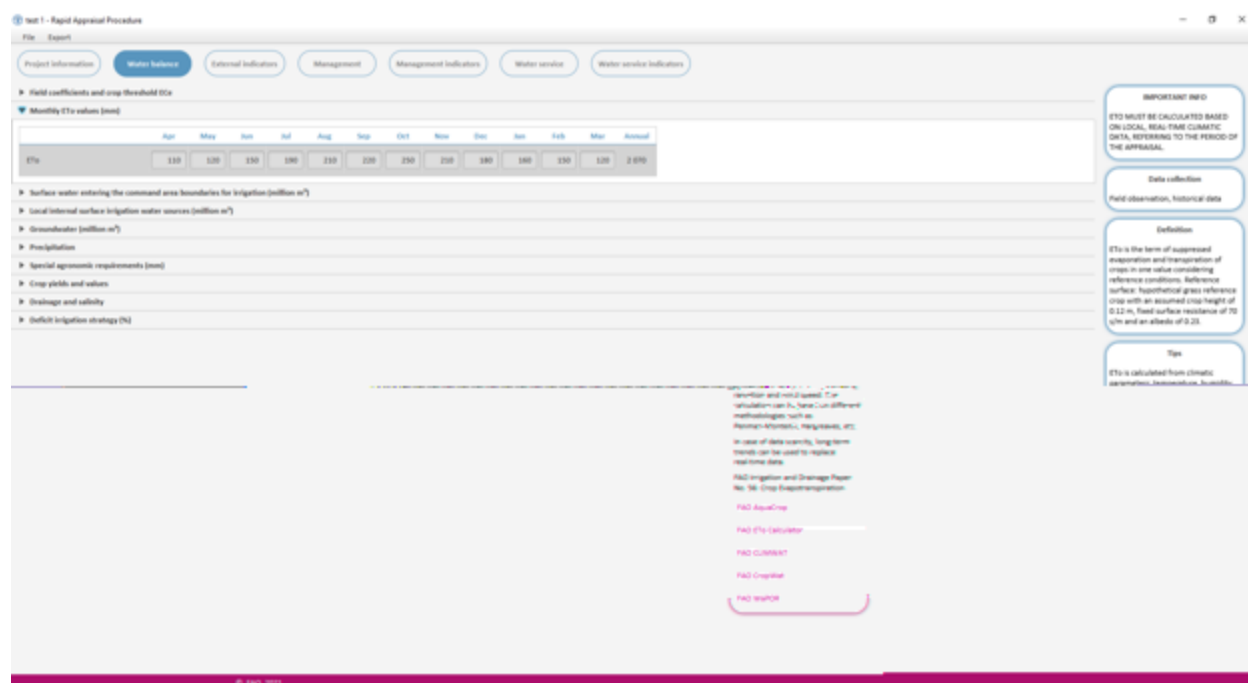 test 1 - Rapid Appraisal Procedure
File Export
Project information Water balance External indicators Management Management indicators Water service Water service indicators
Field coefficients and crop threshold ECe
Monthly ETo values (mm)
Apr May Jun Jul Aug Sep Oct Nov Dec Jan Feb Mar Annual
ETo 110 120 150 190 210 220 250 210 180 160 150 120 2 070
Surface water entering the command area boundaries for irrigation (million m³)
Local internal surface irrigation water sources (million m³)
Groundwater (million m³)
Precipitation
Special agronomic requirements (mm)
Crop yields and values
Drainage and salinity
Deficit irrigation strategy (%)
IMPORTANT INFO
ETO MUST BE CALCULATED BASED
ON LOCAL, REAL-TIME CLIMATIC
DATA, REFERRING TO THE PERIOD OF
THE APPRAISAL.
Data collection
Field observation, historical data
Definition
ETo is the term of suppressed
evaporation and transpiration of
crops in one value considering
reference conditions. Reference
surface: hypothetical grass reference
crop with an assumed crop height of
0.12 m, fixed surface resistance of 70
s/m and an albedo of 0.23.
Tips
ETo is calculated from climatic
parameters, temperature, humidity,
and wind speed.
calculation can different
methodologies such as
Penman-Monteith, Hargreaves, etc.
In case of data scarcity, long-term
trends can be used to replace
real-time data.
FAO Irrigation and Drainage Paper
No. 56: Crop Evapotranspiration
FAO AquaCrop
FAO ETo Calculator
FAO CLIMWAT
FAO CropWat
FAO WaPOR